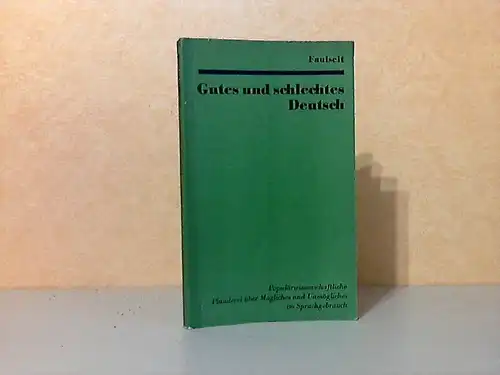 Faulseit
Gutes und schlechtes
Deutsch
Populärwissenschaftliche
Plauderei über Mögliches und Unmögliches
im Sprachgebrauch